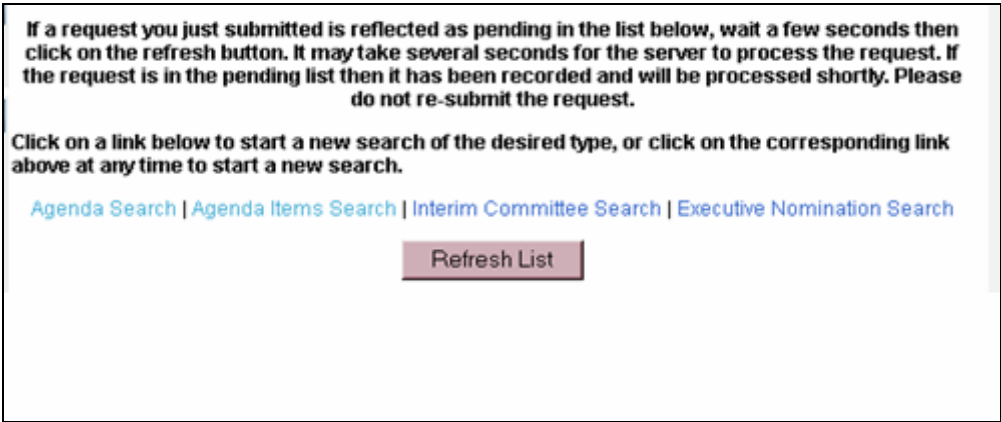 If a request you just submitted is reflected as pending in the list below, wait a few seconds then
click on the refresh button. It may take several seconds for the server to process the request. If
the request is in the pending list then it has been recorded and will be processed shortly. Please
do not re-submit the request.
Click on a link below to start a new search of the desired type, or click on the corresponding link
above at any time to start a new search.
Agenda Search | Agenda Items Search | Interim Committee Search | Executive Nomination Search
Refresh List